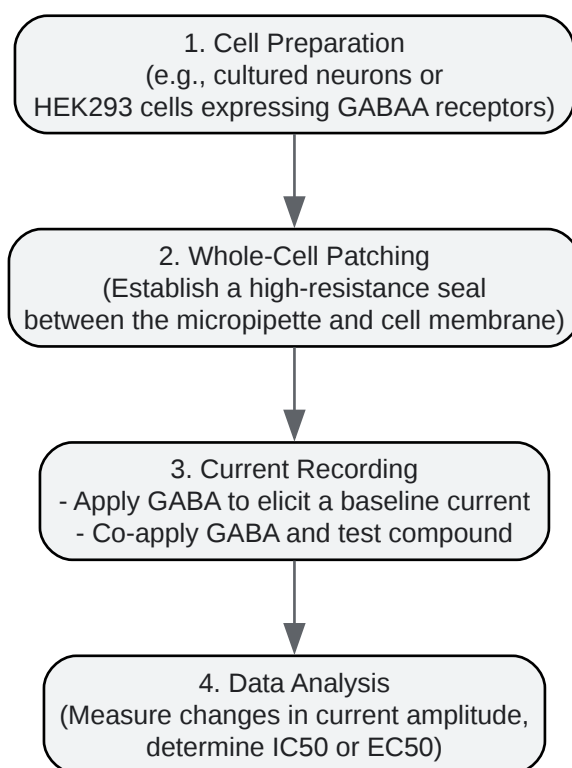 1. Cell Preparation
(e.g., cultured neurons or
HEK293 cells expressing GABAA receptors)
2. Whole-Cell Patching
(Establish a high-resistance seal
between the micropipette and cell membrane)
3. Current Recording
- Apply GABA to elicit a baseline current
- Co-apply GABA and test compound
4. Data Analysis
(Measure changes in current amplitude,
determine IC50 or EC50)